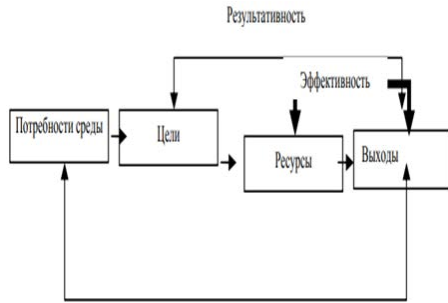 Результативность
Эффективность
Потребности среды
Цели
Ресурсы
Выходы